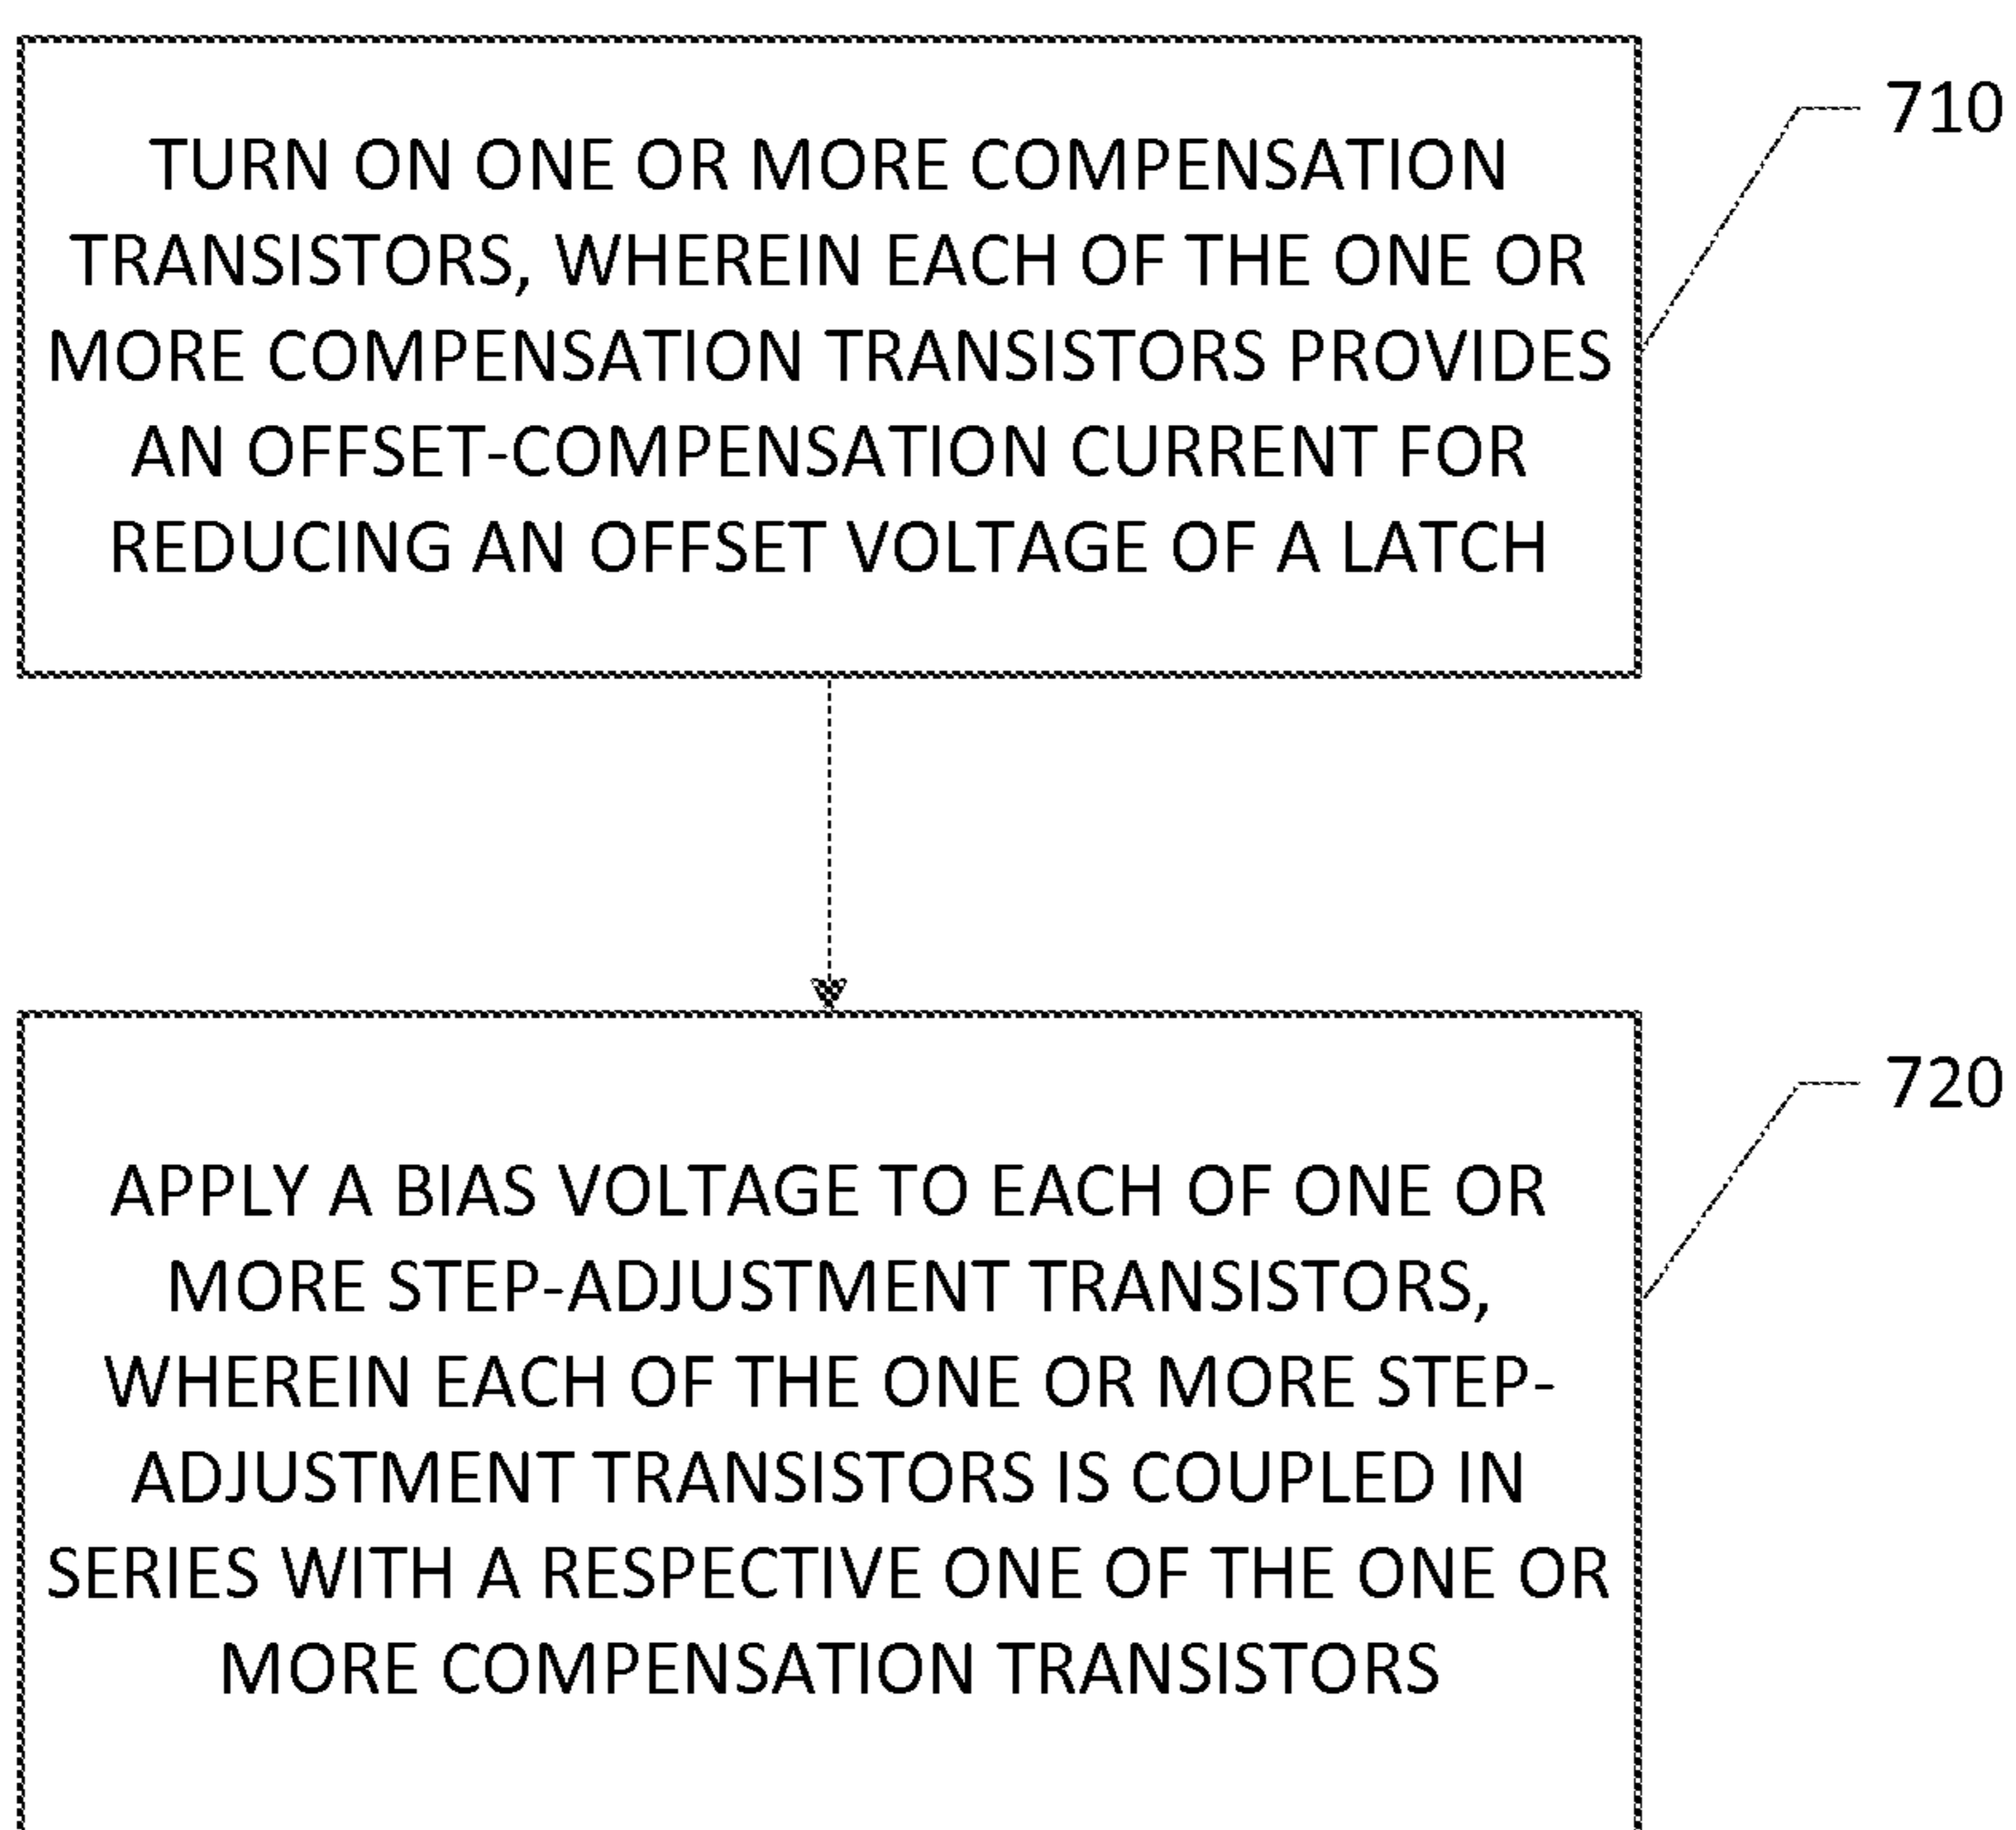 710
TURN ON ONE OR MORE COMPENSATION
TRANSISTORS, WHEREIN EACH OF THE ONE OR
MORE COMPENSATION TRANSISTORS PROVIDES
AN OFFSET-COMPENSATION CURRENT FOR
REDUCING AN OFFSET VOLTAGE OF A LATCH
720
APPLY A BIAS VOLTAGE TO EACH OF ONE OR
MORE STEP-ADJUSTMENT TRANSISTORS,
WHEREIN EACH OF THE ONE OR MORE STEP-
ADJUSTMENT TRANSISTORS IS COUPLED IN
SERIES WITH A RESPECTIVE ONE OF THE ONE OR
MORE COMPENSATION TRANSISTORS